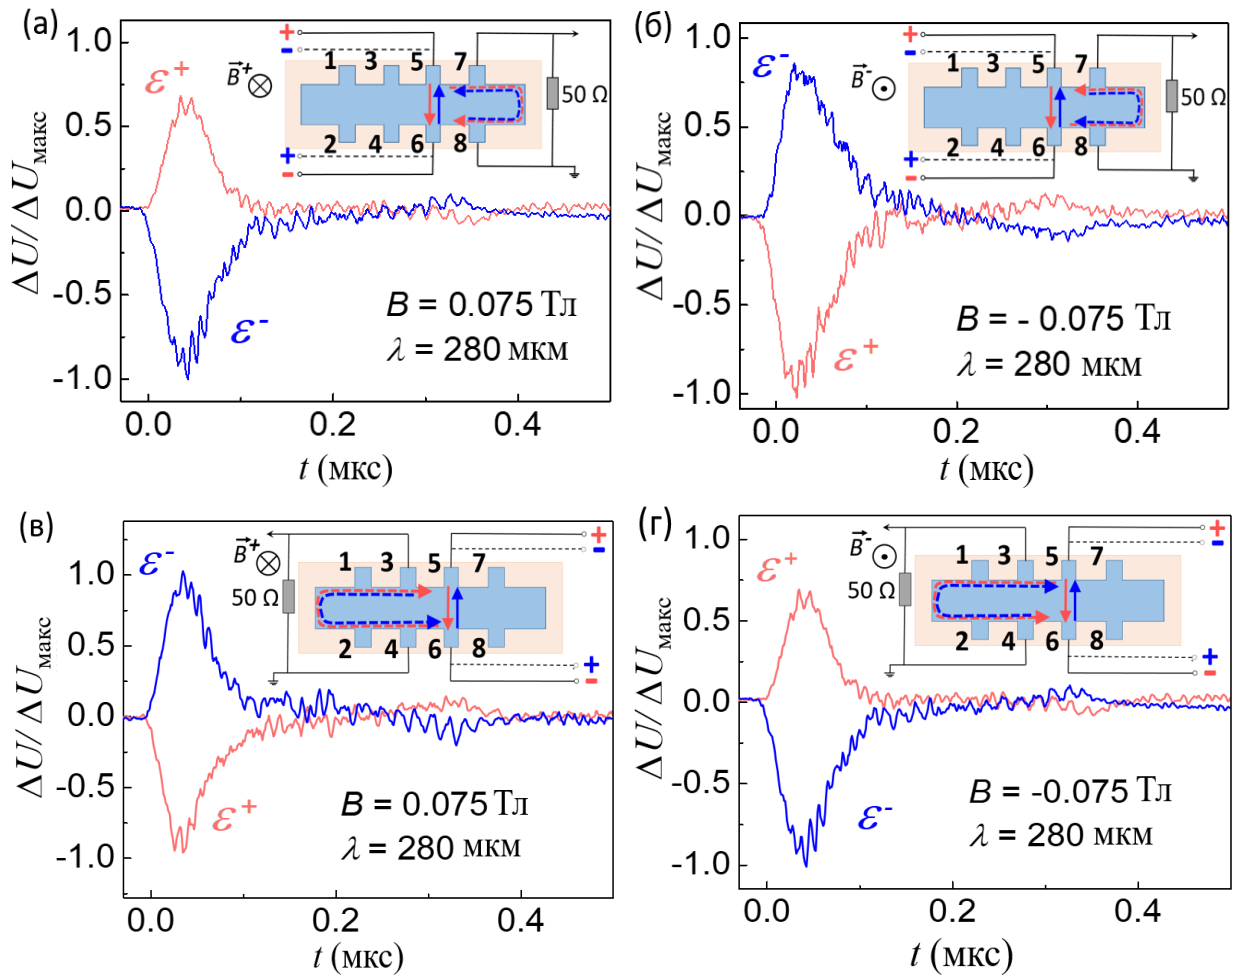 (а)
1.0
0.5
0.0
-0.5
-1.0
ΔU/ ΔUмакс
ε+
ε-
+
-
1 3 5 7
B+
50 Ω
2 4 6 8
+
-
B = 0.075 Тл
λ = 280 мкм
0.0 0.2 0.4
t (мкс)
(б)
1.0
0.5
0.0
-0.5
-1.0
ΔU/ ΔUмакс
ε-
ε+
+
-
1 3 5 7
B-
50 Ω
2 4 6 8
+
-
B = - 0.075 Тл
λ = 280 мкм
0.0 0.2 0.4
t (мкс)
(в)
1.0
0.5
0.0
-0.5
-1.0
ΔU/ ΔUмакс
ε-
ε+
+
-
B+
1 3 5 7
50 Ω
2 4 6 8
+
-
B = 0.075 Тл
λ = 280 мкм
0.0 0.2 0.4
t (мкс)
(г)
1.0
0.5
0.0
-0.5
-1.0
ΔU/ ΔUмакс
ε+
ε-
+
-
B-
1 3 5 7
50 Ω
2 4 6 8
+
-
B = -0.075 Тл
λ = 280 мкм
0.0 0.2 0.4
t (мкс)